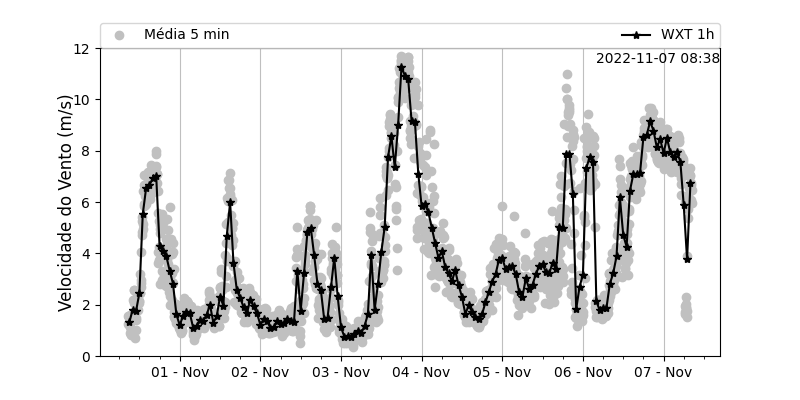 Média 5 min
WXT 1h
2022-11-07 08:38
Velocidade do Vento (m/s)
12
10
8
6
4
2
0
01 - Nov
02 - Nov
03 - Nov
04 - Nov
05 - Nov
06 - Nov
07 - Nov